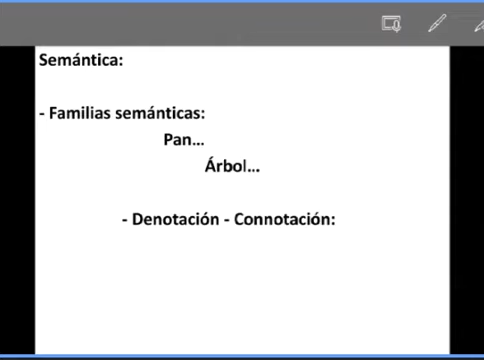 Semántica:
- Familias semánticas:
Pan...
Árbol...
- Denotación - Connotación: